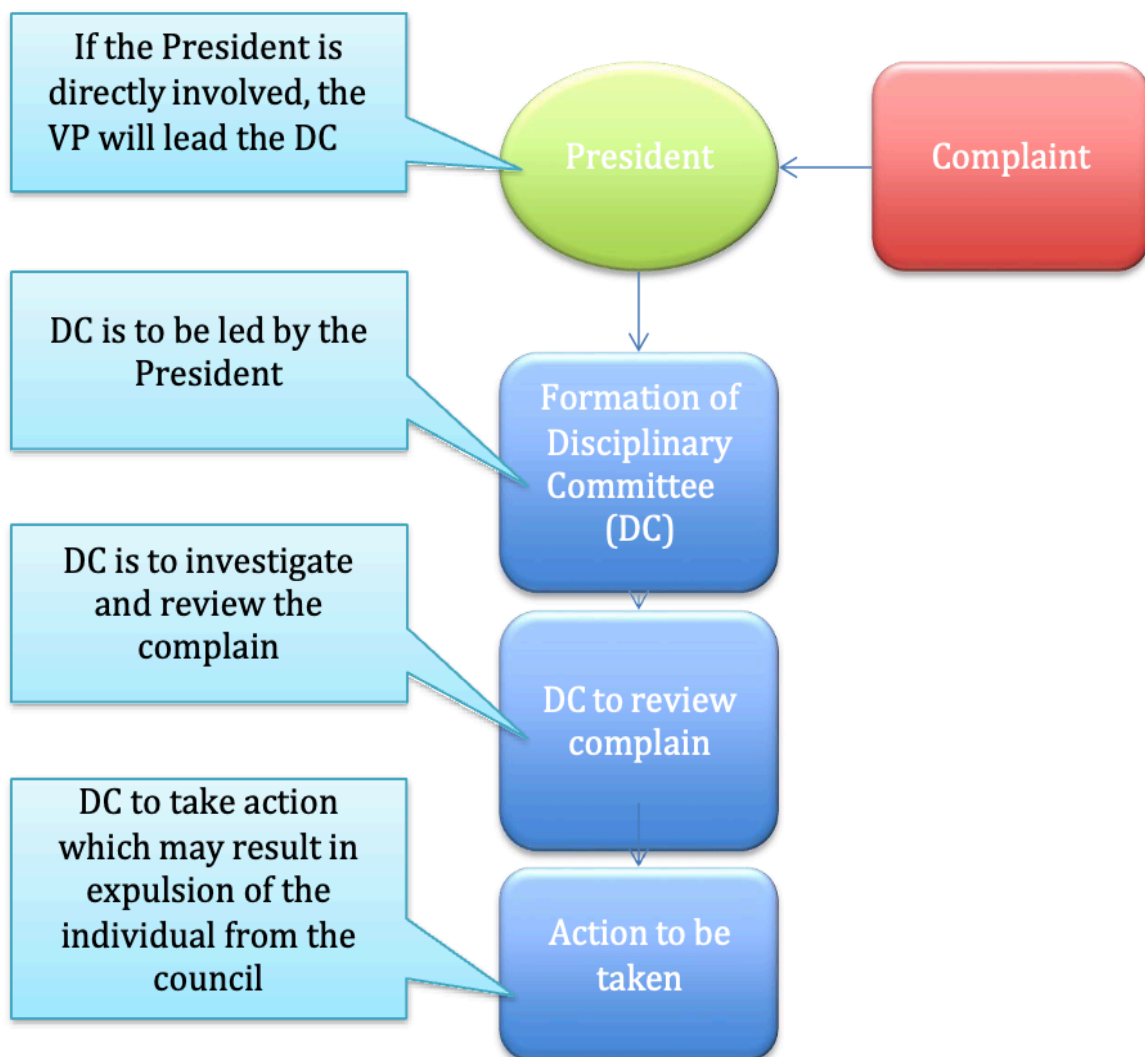 If the President is
directly involved, the
VP will lead the DC
President
Complaint
DC is to be led by the
President
Formation of
Disciplinary
Committee
(DC)
DC is to investigate
and review the
complain
DC to review
complain
DC to take action
which may result in
expulsion of the
individual from the
council
Action to be
taken